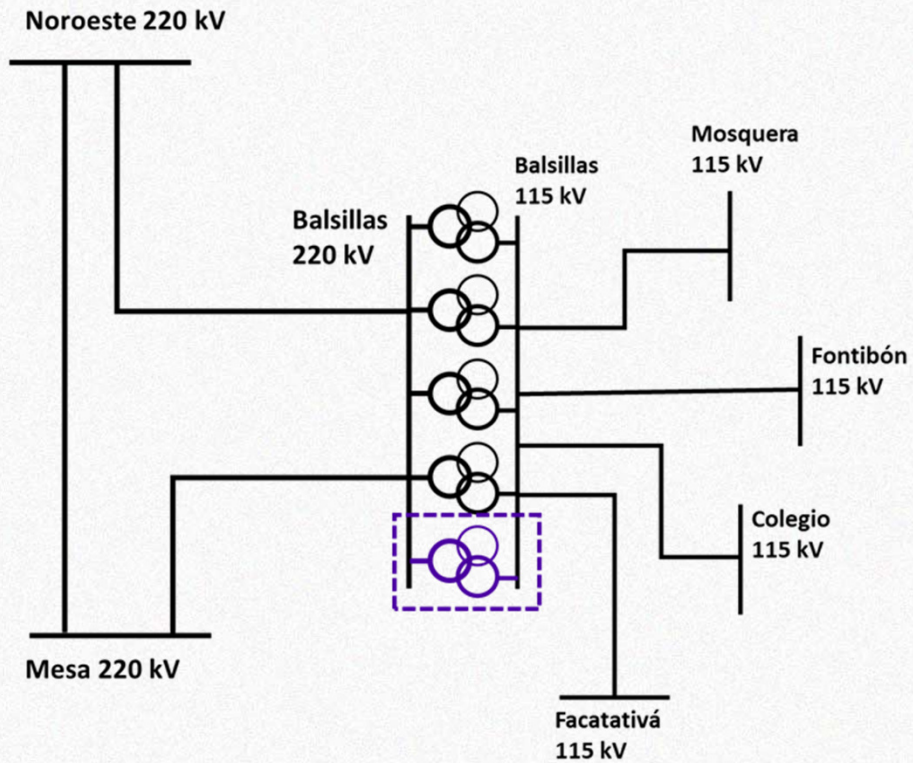 Noroeste 220 kV
Mosquera
115 kV
Balsillas
115 kV
Balsillas
220 kV
Fontibón
115 kV
Colegio
115 kV
Mesa 220 kV
Facatativá
115 kV